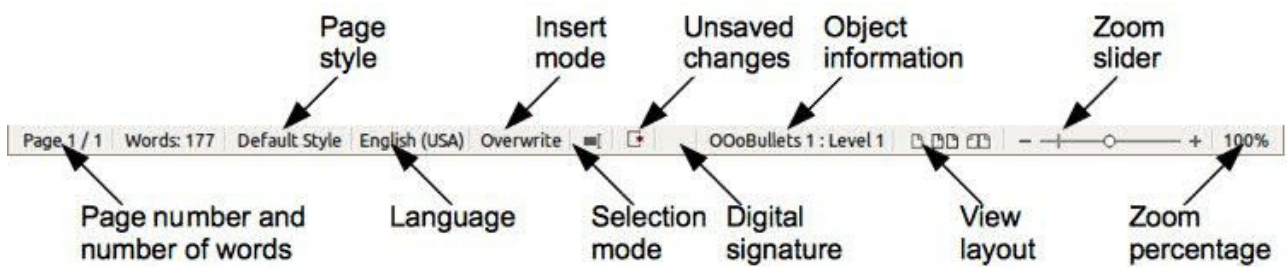 Page
style
Insert
mode
Unsaved
changes
Object
information
Zoom
slider
Page 1 / 1 Words: 177 Default Style English (USA) Overwrite OOoBullets 1 : Level 1 − + 100%
Page number and
number of words
Language
Selection
mode
Digital
signature
View
layout
Zoom
percentage